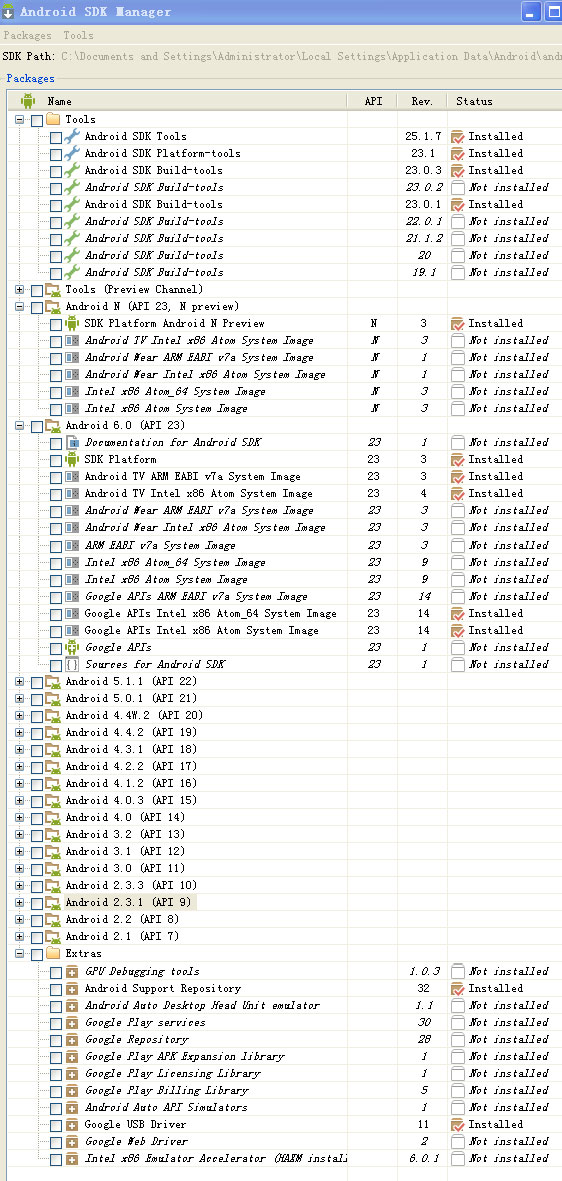 Android SDK Manager
Packages Tools
SDK Path: C:\Documents and Settings\Administrator\Local Settings\Application Data\Android\andr
Packages
Name API Rev. Status
Tools
Android SDK Tools 25.1.7 Installed
Android SDK Platform-tools 23.1 Installed
Android SDK Build-tools 23.0.3 Installed
Android SDK Build-tools 23.0.2 Not installed
Android SDK Build-tools 23.0.1 Installed
Android SDK Build-tools 22.0.1 Not installed
Android SDK Build-tools 21.1.2 Not installed
Android SDK Build-tools 20 Not installed
Android SDK Build-tools 19.1 Not installed
Tools (Preview Channel)
Android N (API 23, N preview)
SDK Platform Android N Preview N 3 Installed
Android TV Intel x86 Atom System Image N 3 Not installed
Android Wear ARM EABI v7a System Image N 1 Not installed
Android Wear Intel x86 Atom System Image N 1 Not installed
Intel x86 Atom_64 System Image N 3 Not installed
Intel x86 Atom System Image N 3 Not installed
Android 6.0 (API 23)
Documentation for Android SDK 23 1 Not installed
SDK Platform 23 3 Installed
Android TV ARM EABI v7a System Image 23 3 Installed
Android TV Intel x86 Atom System Image 23 4 Installed
Android Wear ARM EABI v7a System Image 23 3 Not installed
Android Wear Intel x86 Atom System Image 23 3 Not installed
ARM EABI v7a System Image 23 3 Not installed
Intel x86 Atom_64 System Image 23 9 Not installed
Intel x86 Atom System Image 23 9 Not installed
Google APIs ARM EABI v7a System Image 23 14 Not installed
Google APIs Intel x86 Atom_64 System Image 23 14 Installed
Google APIs Intel x86 Atom System Image 23 14 Installed
Google APIs 23 1 Not installed
Sources for Android SDK 23 1 Not installed
Android 5.1.1 (API 22)
Android 5.0.1 (API 21)
Android 4.4W.2 (API 20)
Android 4.4.2 (API 19)
Android 4.3.1 (API 18)
Android 4.2.2 (API 17)
Android 4.1.2 (API 16)
Android 4.0.3 (API 15)
Android 4.0 (API 14)
Android 3.2 (API 13)
Android 3.1 (API 12)
Android 3.0 (API 11)
Android 2.3.3 (API 10)
Android 2.3.1 (API 9)
Android 2.2 (API 8)
Android 2.1 (API 7)
Extras
GPU Debugging tools 1.0.3 Not installed
Android Support Repository 32 Installed
Android Auto Desktop Head Unit emulator 1.1 Not installed
Google Play services 30 Not installed
Google Repository 28 Not installed
Google Play APK Expansion library 1 Not installed
Google Play Licensing Library 1 Not installed
Google Play Billing Library 5 Not installed
Android Auto API Simulators 1 Not installed
Google USB Driver 11 Installed
Google Web Driver 2 Not installed
Intel x86 Emulator Accelerator (HAXM install 6.0.1 Not installed